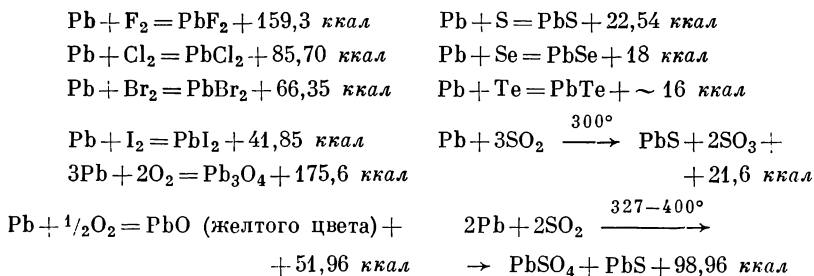 Pb + F₂ = PbF₂ + 159,3 ккал
Pb + Cl₂ = PbCl₂ + 85,70 ккал
Pb + Br₂ = PbBr₂ + 66,35 ккал
Pb + I₂ = PbI₂ + 41,85 ккал
3Pb + 2O₂ = Pb₃O₄ + 175,6 ккал
Pb + ¹/₂O₂ = PbO (желтого цвета) +
+ 51,96 ккал
Pb + S = PbS + 22,54 ккал
Pb + Se = PbSe + 18 ккал
Pb + Te = PbTe + ~ 16 ккал
300°
Pb + 3SO₂ ⟶ PbS + 2SO₃ +
+ 21,6 ккал
327—400°
2Pb + 2SO₂ ⟶
→ PbSO₄ + PbS + 98,96 ккал